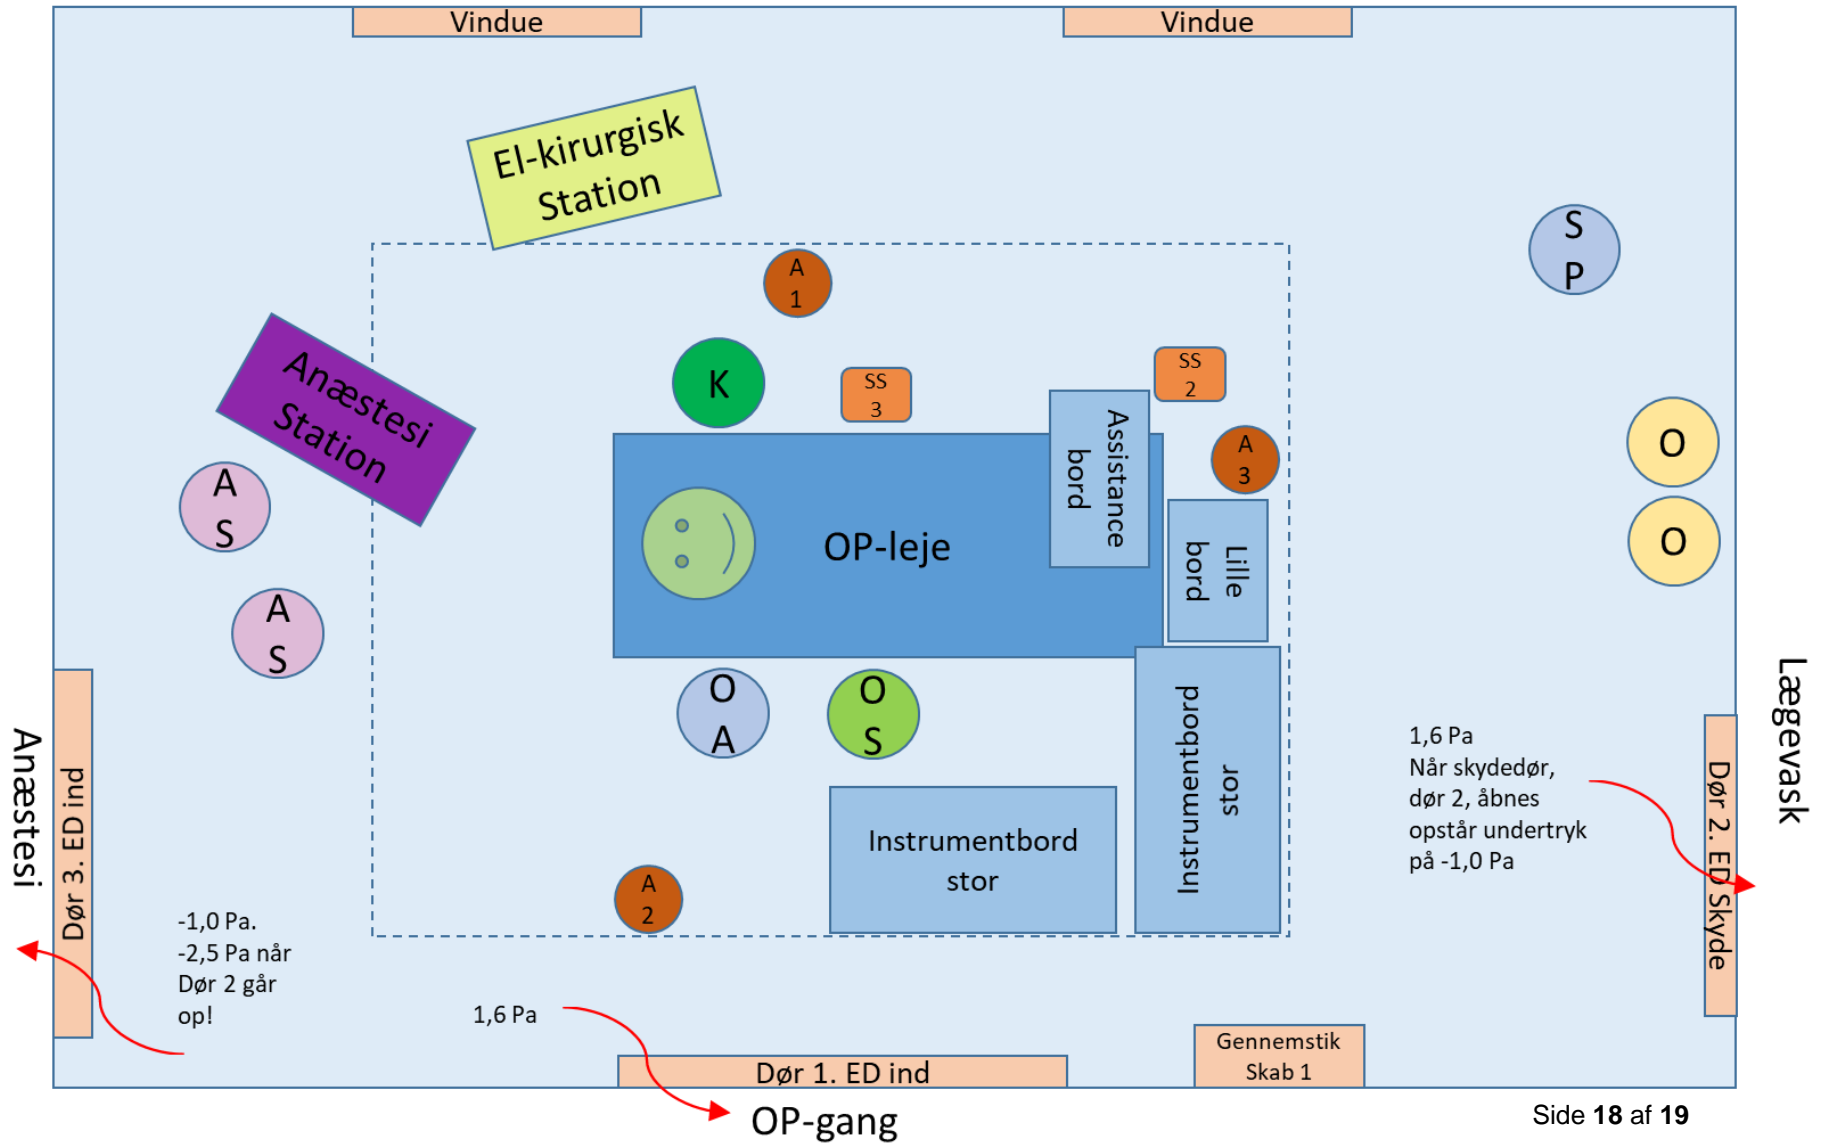 Vindue
Vindue
El-kirurgisk
Station
S
P
A
1
K
SS
3
SS
2
Anæstesi
Station
Assistance
bord
A
3
O
O
A
S
OP-leje
Lille
bord
A
S
O
A
O
S
Instrumentbord
stor
Instrumentbord
stor
A
2
1,6 Pa
Når skydedør,
dør 2, åbnes
opstår undertryk
på -1,0 Pa
Lægevask
Dør 2. ED Skyde
Anæstesi
Dør 3. ED ind
-1,0 Pa.
-2,5 Pa når
Dør 2 går
op!
1,6 Pa
Dør 1. ED ind
Gennemstik
Skab 1
OP-gang
Side 18 af 19